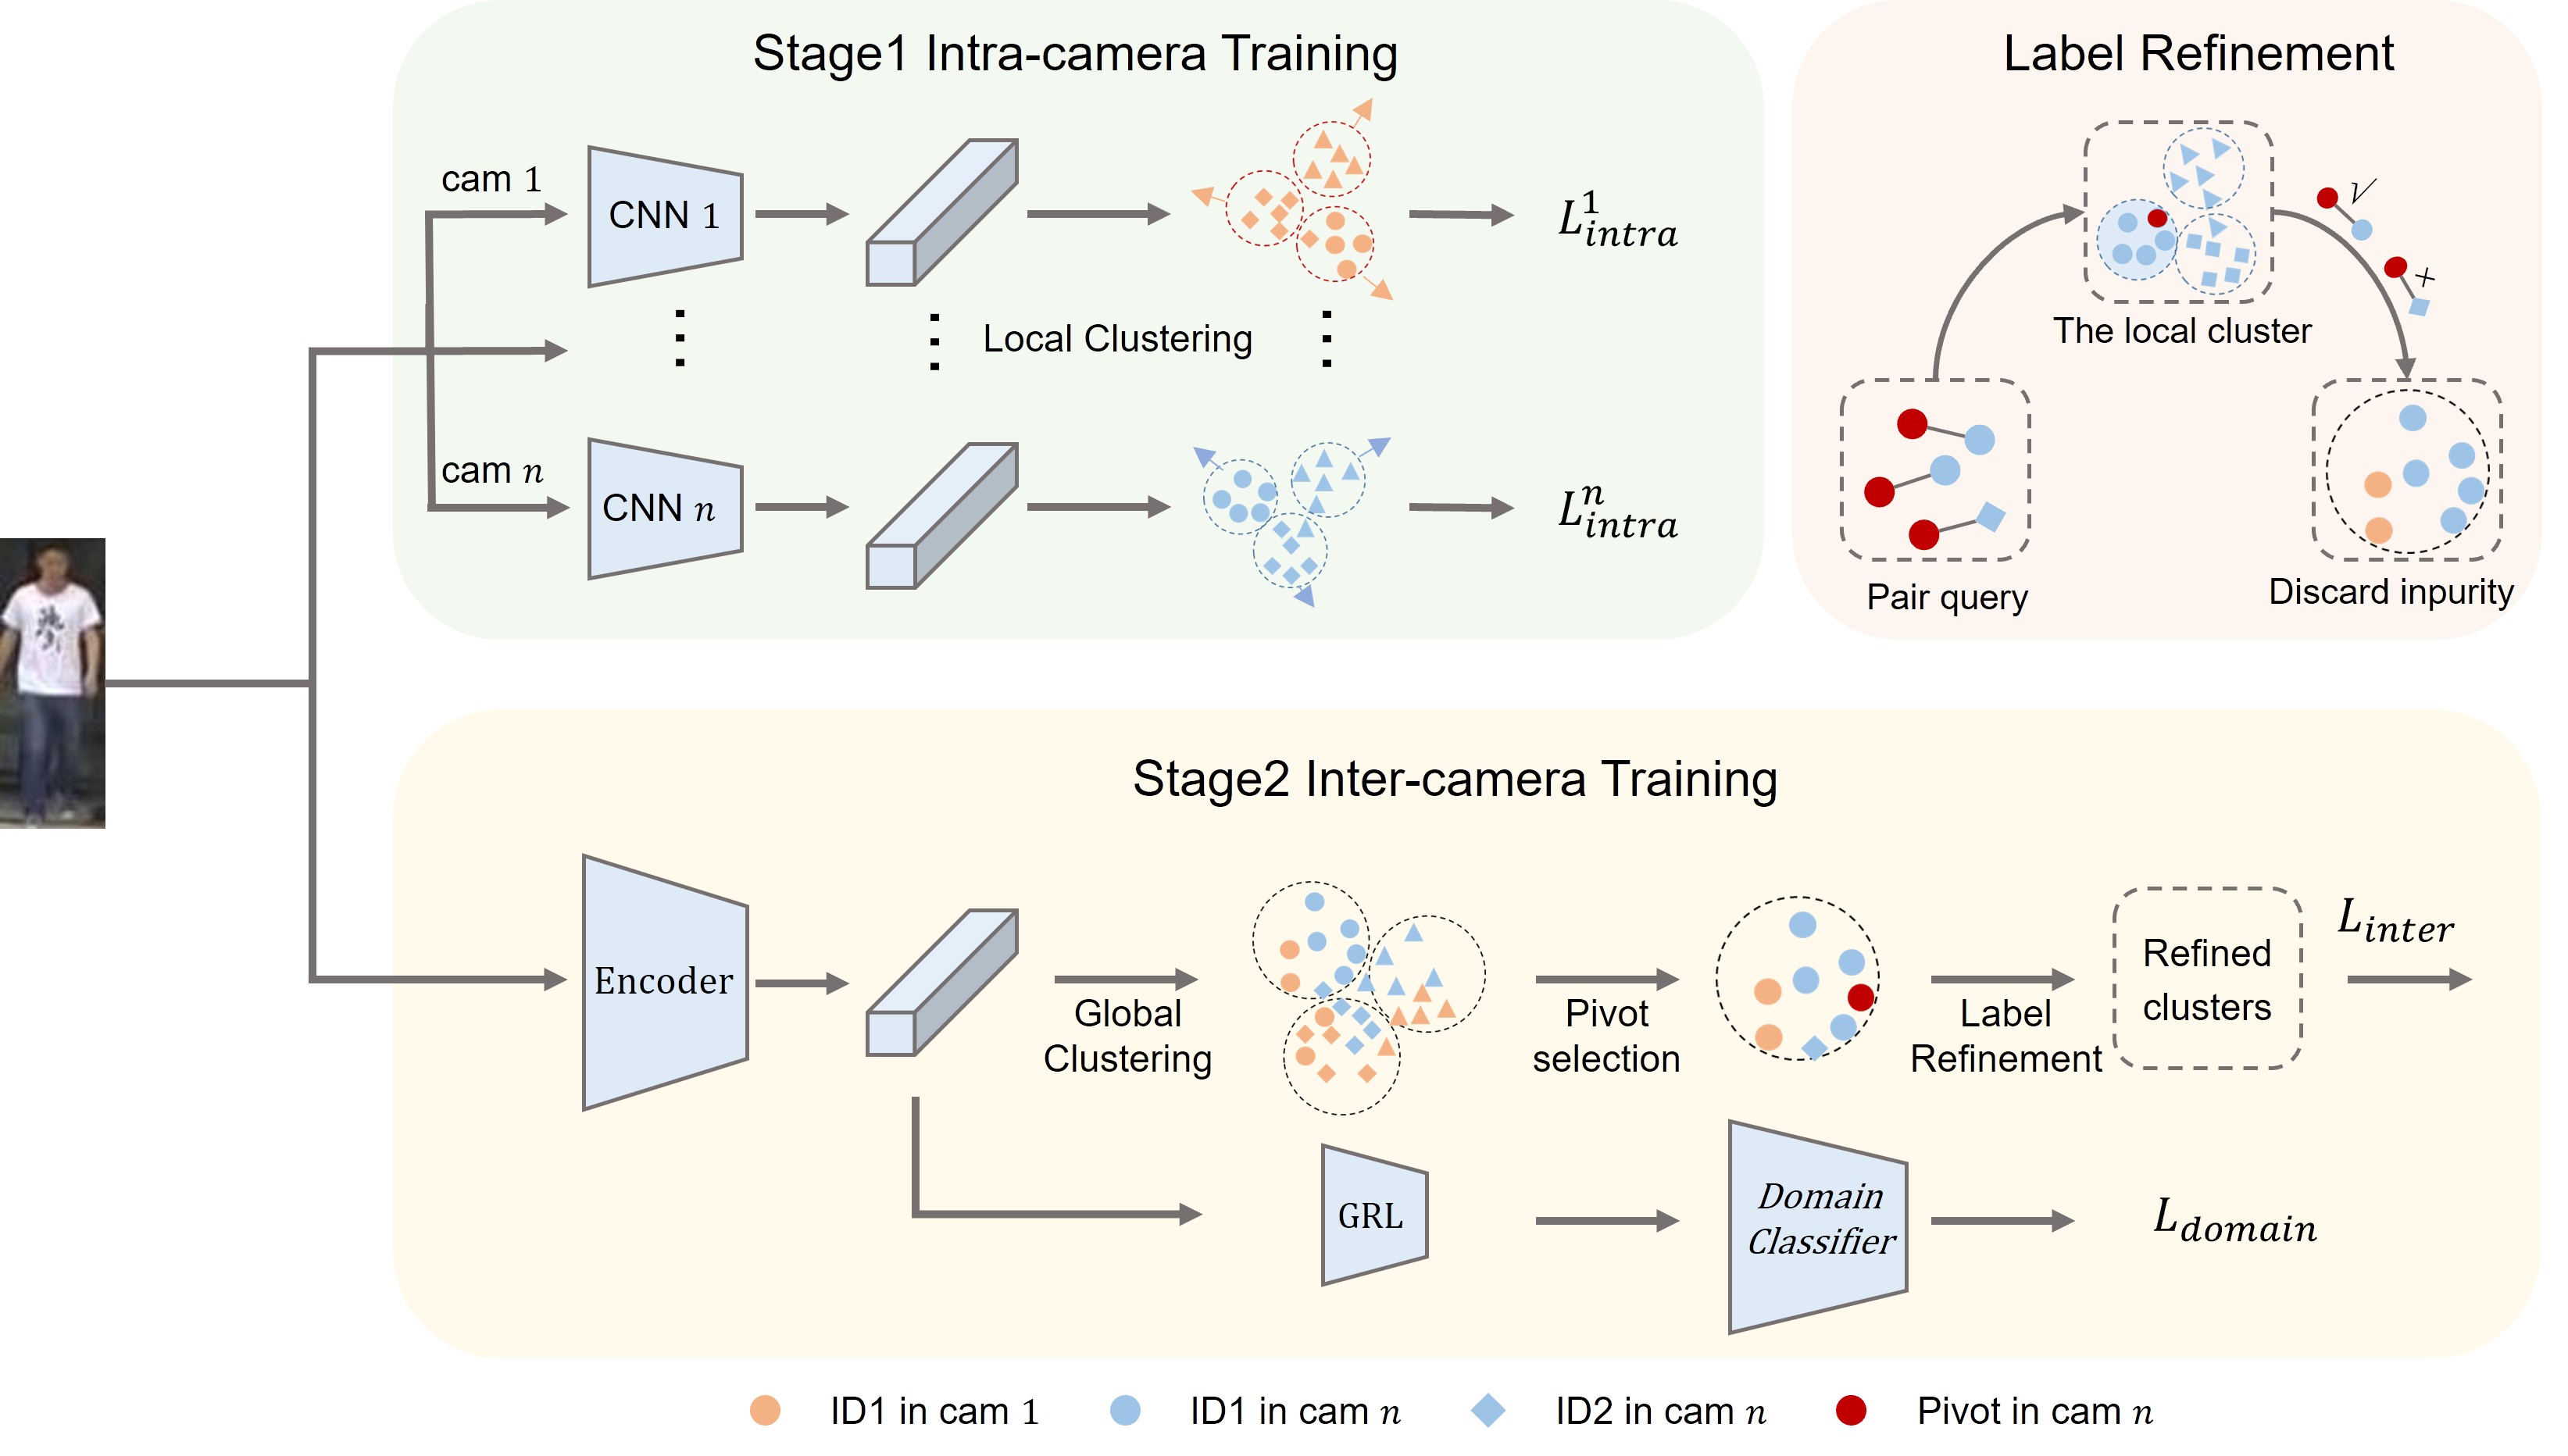 Stage1 Intra-camera Training
cam 1
CNN 1
L^1_{intra}
Local Clustering
cam n
CNN n
L^n_{intra}
Label Refinement
√
+
The local cluster
Pair query
Discard inpurity
Stage2 Inter-camera Training
Encoder
Global
Clustering
Pivot
selection
Label
Refinement
Refined
clusters
L_{inter}
GRL
Domain
Classifier
L_{domain}
ID1 in cam 1
ID1 in cam n
ID2 in cam n
Pivot in cam n